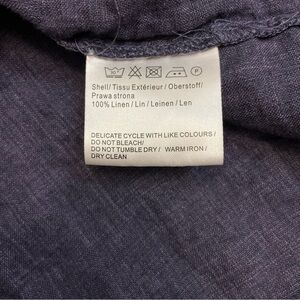 Shell/Tissu Extérieur/Oberstoff/
Prawa strona
100% Linen/Lin/Leinen/Len
DELICATE CYCLE WITH LIKE COLOURS/
DO NOT BLEACH/
DO NOT TUMBLE DRY/ WARM IRON/
DRY CLEAN